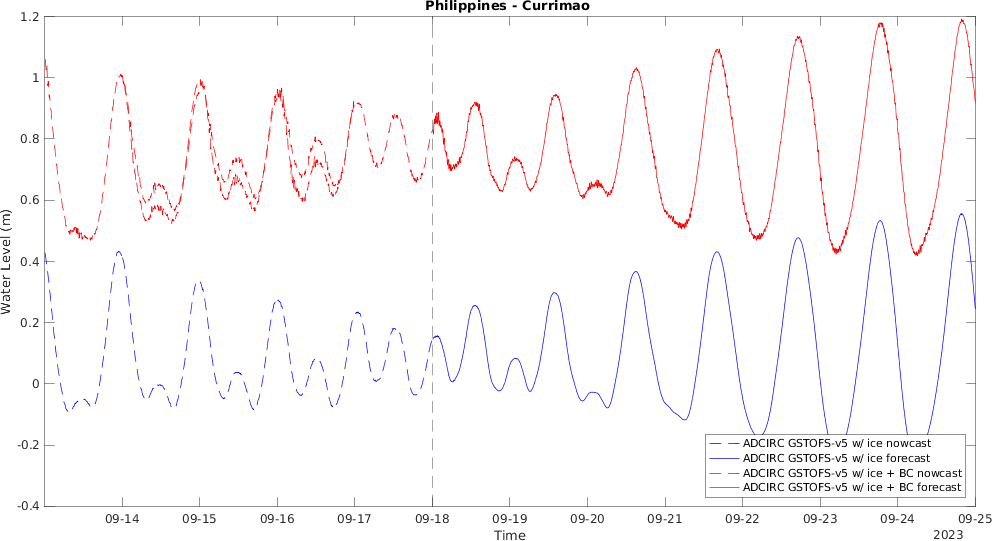 Philippines - Currimao
1.2
1
0.8
0.6
0.4
0.2
0
-0.2
-0.4
Water Level (m)
ADCIRC GSTOFS-v5 w/ ice nowcast
ADCIRC GSTOFS-v5 w/ ice forecast
ADCIRC GSTOFS-v5 w/ ice + BC nowcast
ADCIRC GSTOFS-v5 w/ ice + BC forecast
09-14 09-15 09-16 09-17 09-18 09-19 09-20 09-21 09-22 09-23 09-24 09-25
Time
2023